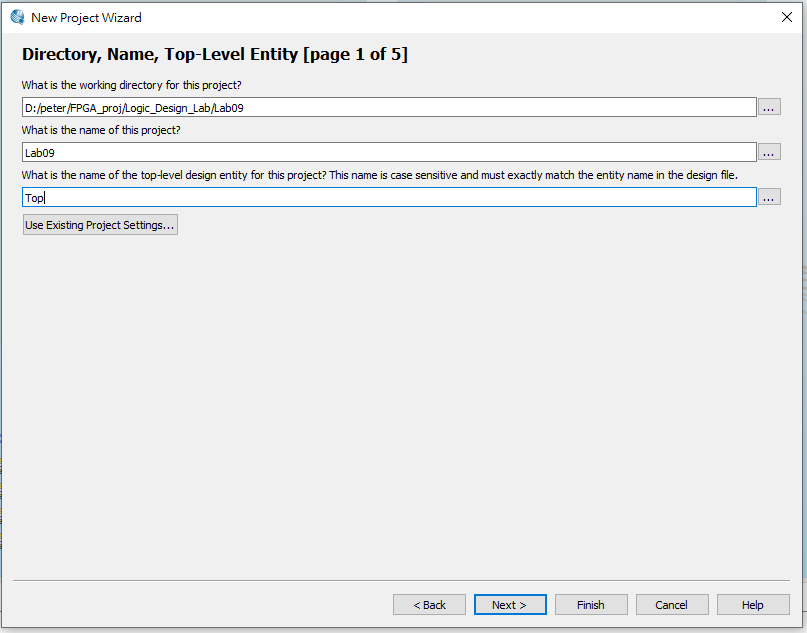 New Project Wizard
Directory, Name, Top-Level Entity [page 1 of 5]
What is the working directory for this project?
D:/peter/FPGA_proj/Logic_Design_Lab/Lab09
...
What is the name of this project?
Lab09
...
What is the name of the top-level design entity for this project? This name is case sensitive and must exactly match the entity name in the design file.
Top
...
Use Existing Project Settings...
< Back
Next >
Finish
Cancel
Help